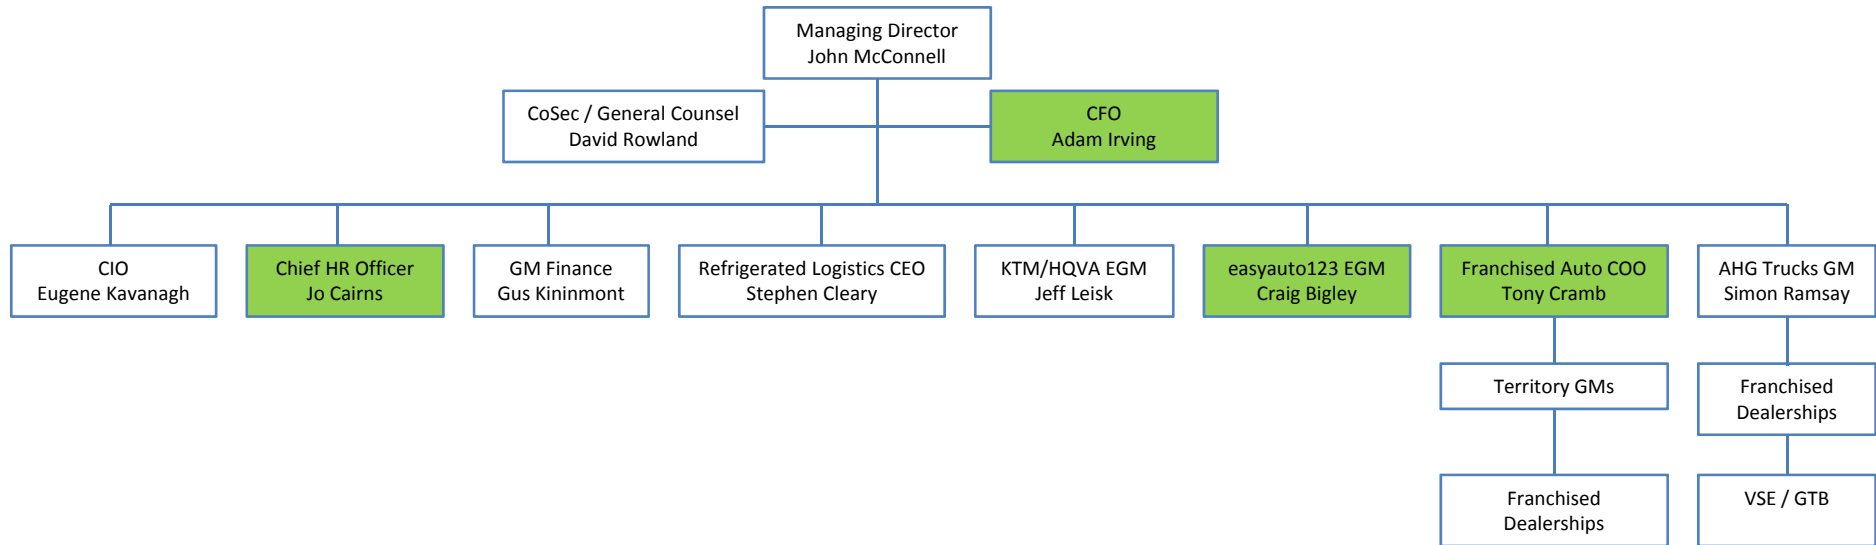 Managing Director
John McConnell
CoSec / General Counsel
David Rowland
CFO
Adam Irving
CIO
Eugene Kavanagh
Chief HR Officer
Jo Cairns
GM Finance
Gus Kininmont
Refrigerated Logistics CEO
Stephen Cleary
KTM/HQVA EGM
Jeff Leisk
easyauto123 EGM
Craig Bigley
Franchised Auto COO
Tony Cramb
AHG Trucks GM
Simon Ramsay
Territory GMs
Franchised
Dealerships
Franchised
Dealerships
VSE / GTB